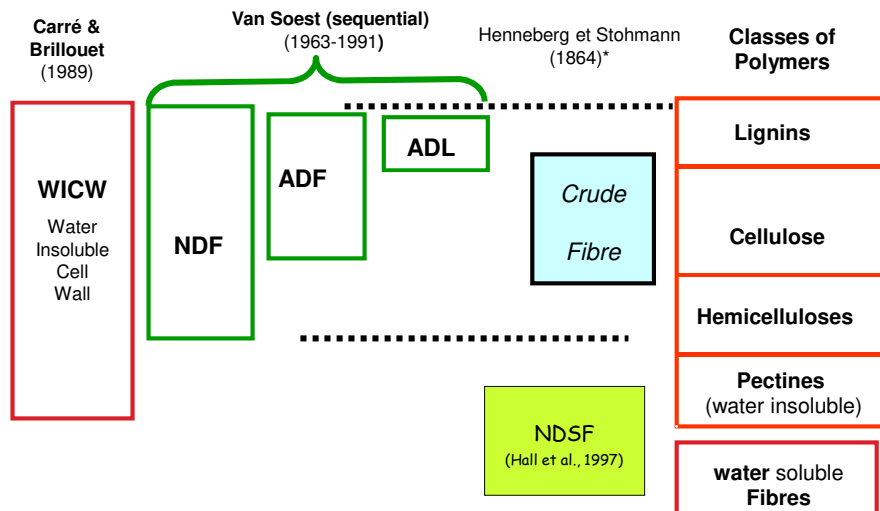 Carré &
Brillouet
(1989)
Van Soest (sequential)
(1963-1991)
Henneberg et Stohmann
(1864)*
Classes of
Polymers
WICW
Water
Insoluble
Cell
Wall
NDF
ADF
ADL
Crude
Fibre
NDSF
(Hall et al., 1997)
Lignins
Cellulose
Hemicelluloses
Pectines
(water insoluble)
water soluble
Fibres